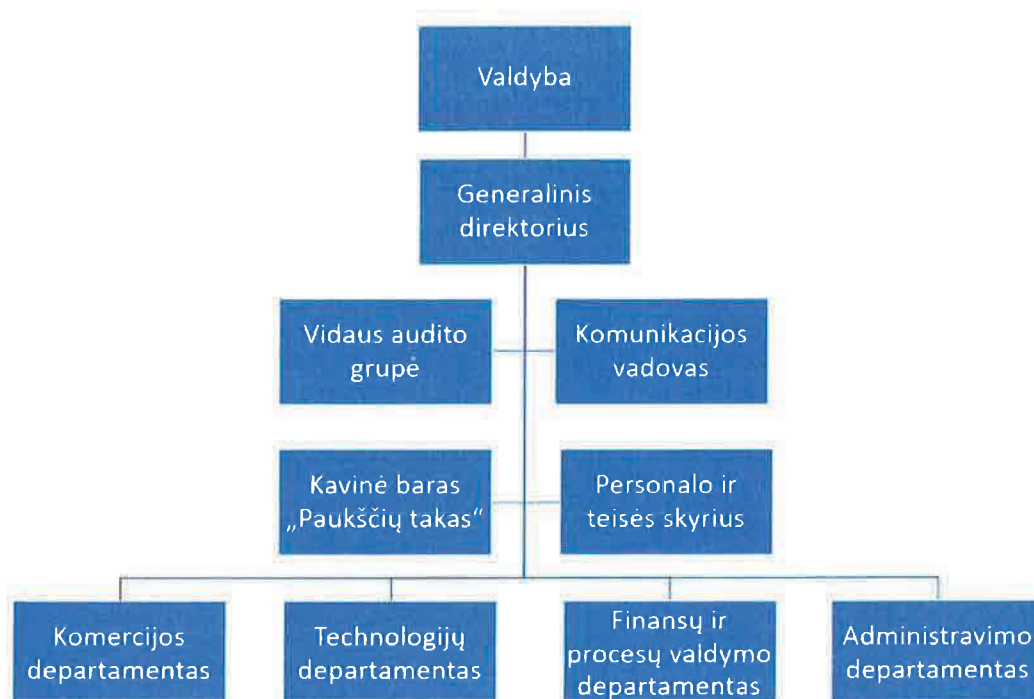 Valdyba
Generalinis
direktorius
Vidaus audito
grupė
Komunikacijos
vadovas
Kavinė baras
„Paukščių takas“
Personalo ir
teisės skyrius
Komercijos
departamentas
Technologijų
departamentas
Finansų ir
procesų valdymo
departamentas
Administravimo
departamentas